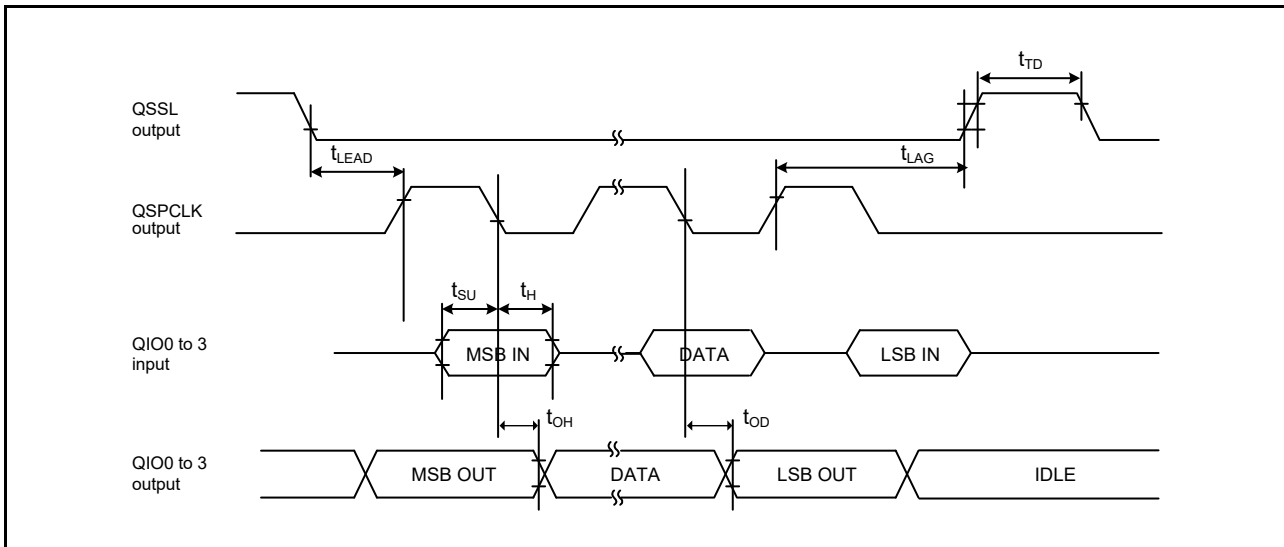 QSSL
output
tTD
tLEAD
tLAG
QSPCLK
output
tSU
tH
QIO0 to 3
input
MSB IN
DATA
LSB IN
tOH
tOD
QIO0 to 3
output
MSB OUT
DATA
LSB OUT
IDLE